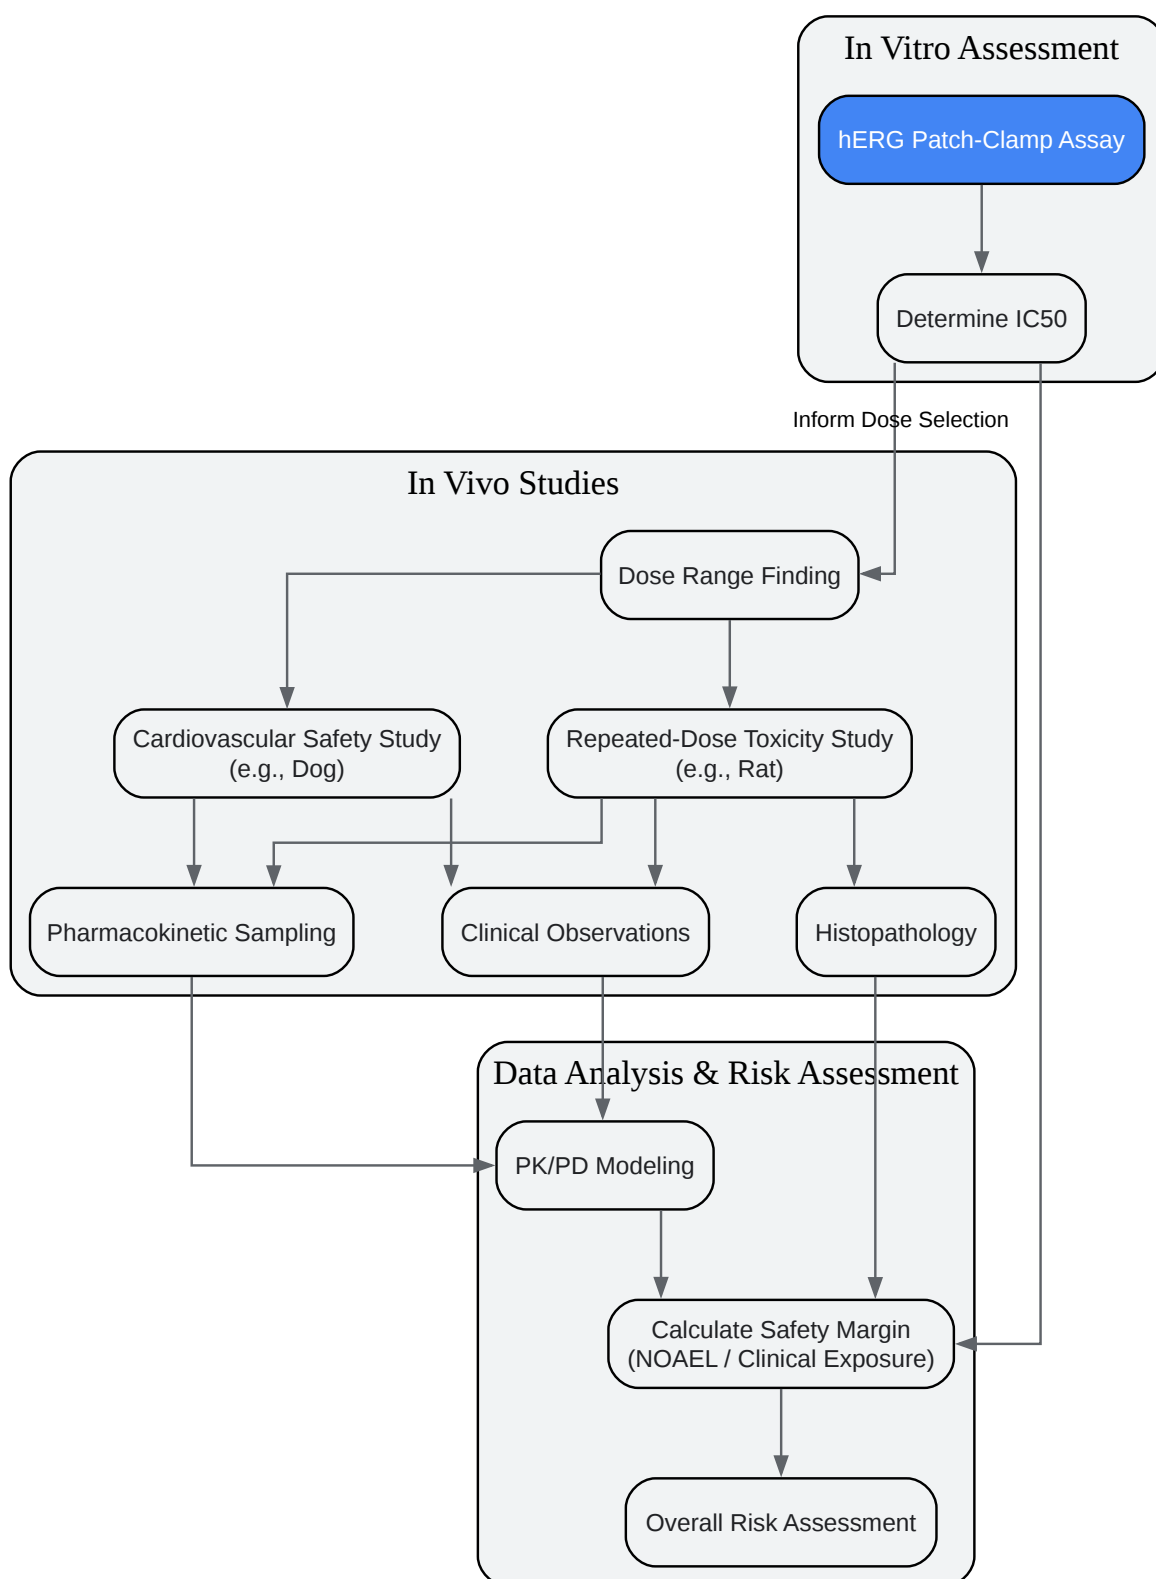 In Vitro Assessment
hERG Patch-Clamp Assay
Determine IC50
Inform Dose Selection
In Vivo Studies
Dose Range Finding
Cardiovascular Safety Study
(e.g., Dog)
Repeated-Dose Toxicity Study
(e.g., Rat)
Pharmacokinetic Sampling
Clinical Observations
Histopathology
Data Analysis & Risk Assessment
PK/PD Modeling
Calculate Safety Margin
(NOAEL / Clinical Exposure)
Overall Risk Assessment